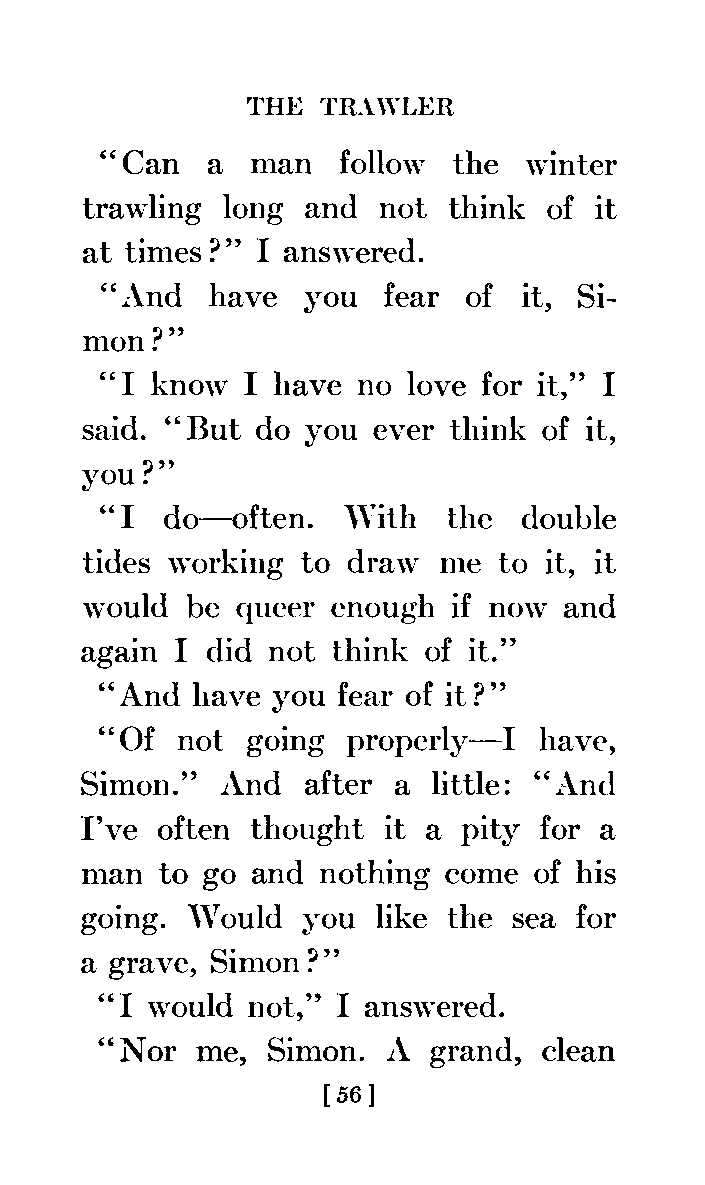 THE TRAWLER
“Can a man follow the winter
trawling long and not think of it
at times?” I answered.
“And have you fear of it, Si-
mon?”
“I know I have no love for it,” I
said. “But do you ever think of it,
you?”
“I do—often. With the double
tides working to draw me to it, it
would be queer enough if now and
again I did not think of it.”
“And have you fear of it?”
“Of not going properly—I have,
Simon.” And after a little: “And
I’ve often thought it a pity for a
man to go and nothing come of his
going. Would you like the sea for
a grave, Simon?”
“I would not,” I answered.
“Nor me, Simon. A grand, clean
[ 56 ]